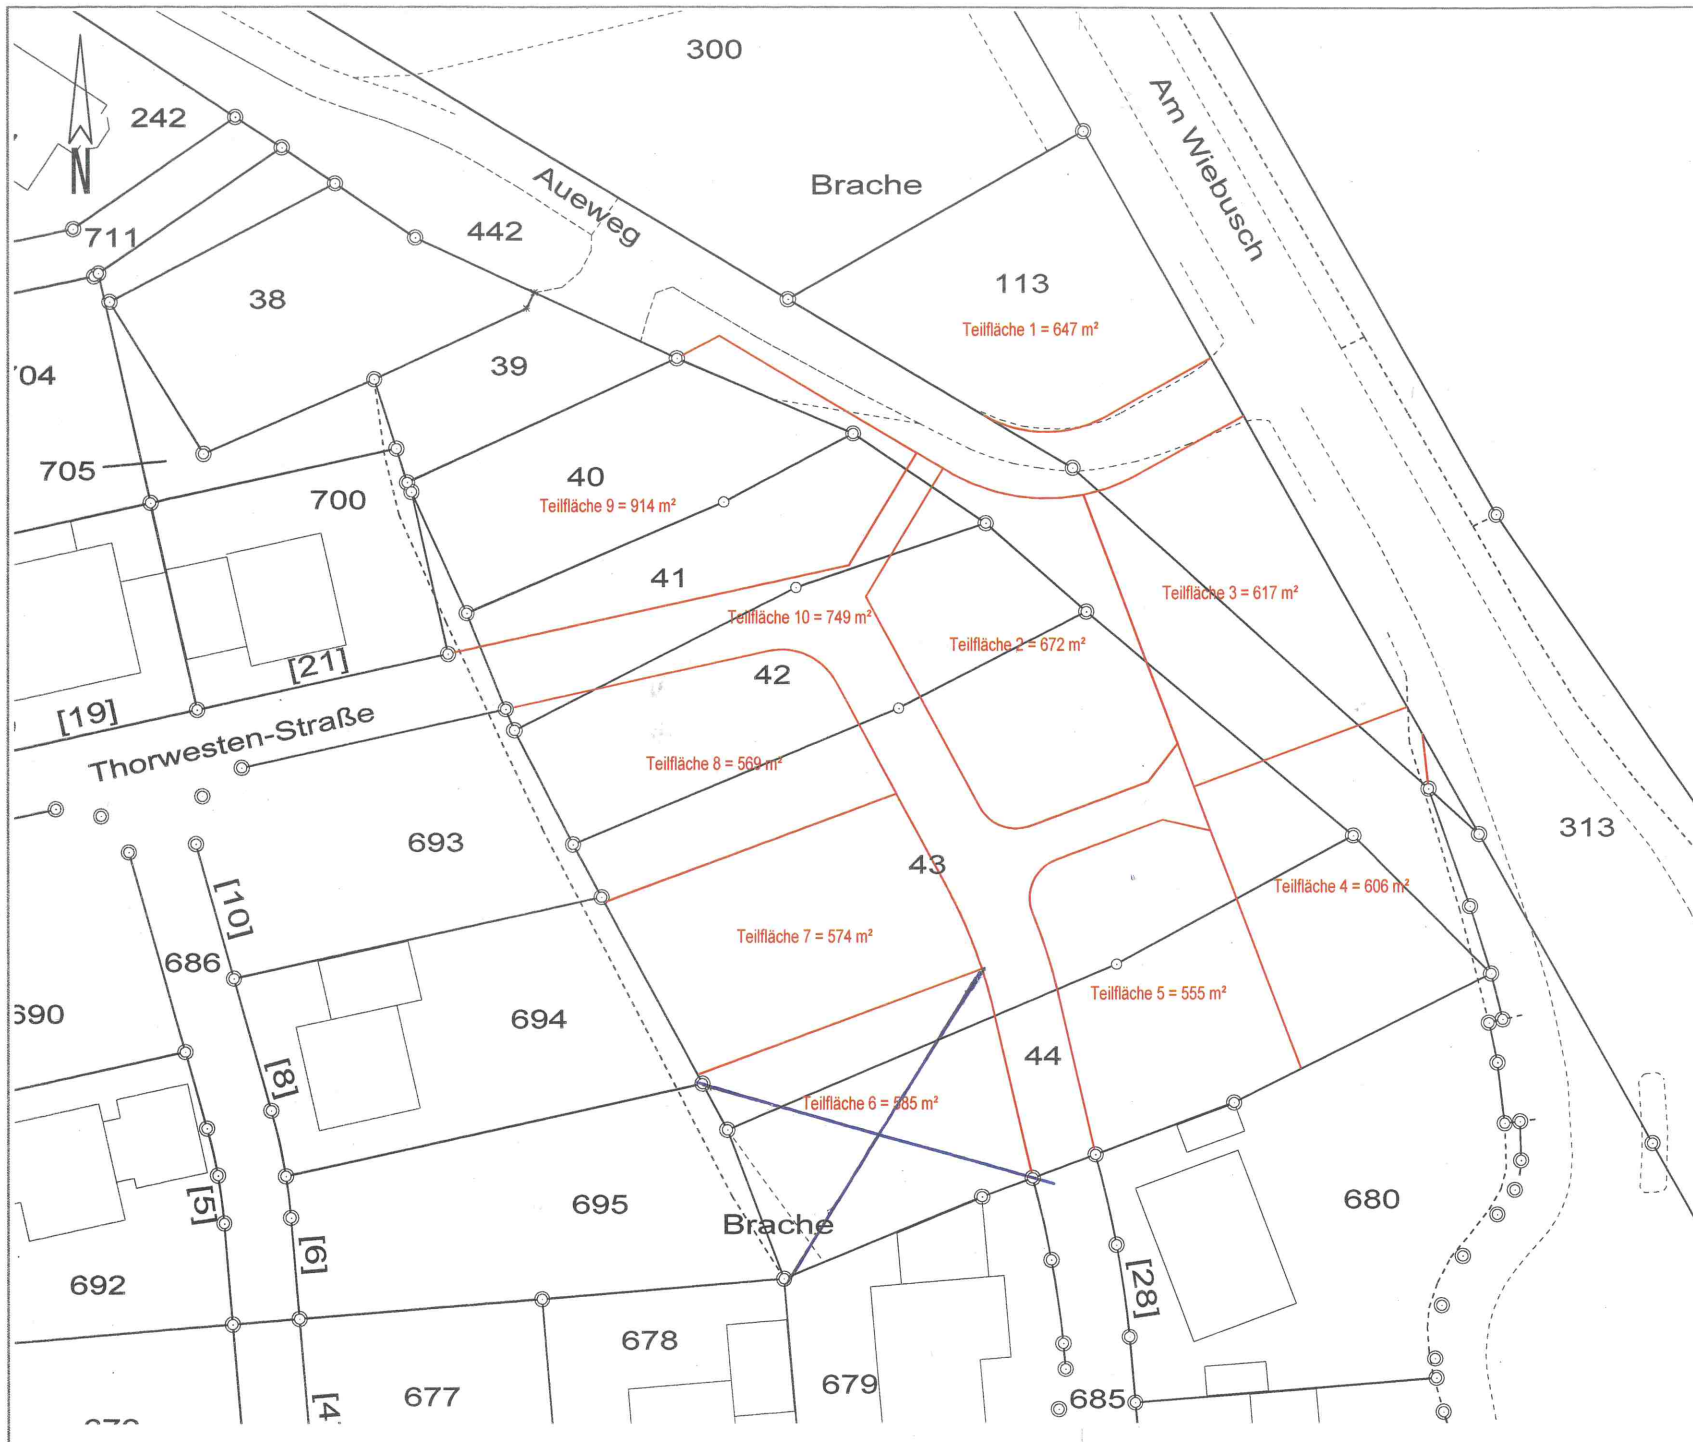 300
242
N
Am Wiebusch
Brache
Aueweg
711
442
38
113
Teilfläche 1 = 647 m²
39
705
40
700
Teilfläche 9 = 914 m²
41
Teilfläche 3 = 617 m²
Teilfläche 10 = 749 m²
Teilfläche 2 = 672 m²
[21]
42
[19]
Thorwesten-Straße
Teilfläche 8 = 569 m²
693
43
313
Teilfläche 4 = 606 m²
[10]
Teilfläche 7 = 574 m²
686
Teilfläche 5 = 555 m²
690
694
44
[8]
Teilfläche 6 = 585 m²
[5]
695
680
Brache
[6]
692
[28]
678
679
677
685
[4